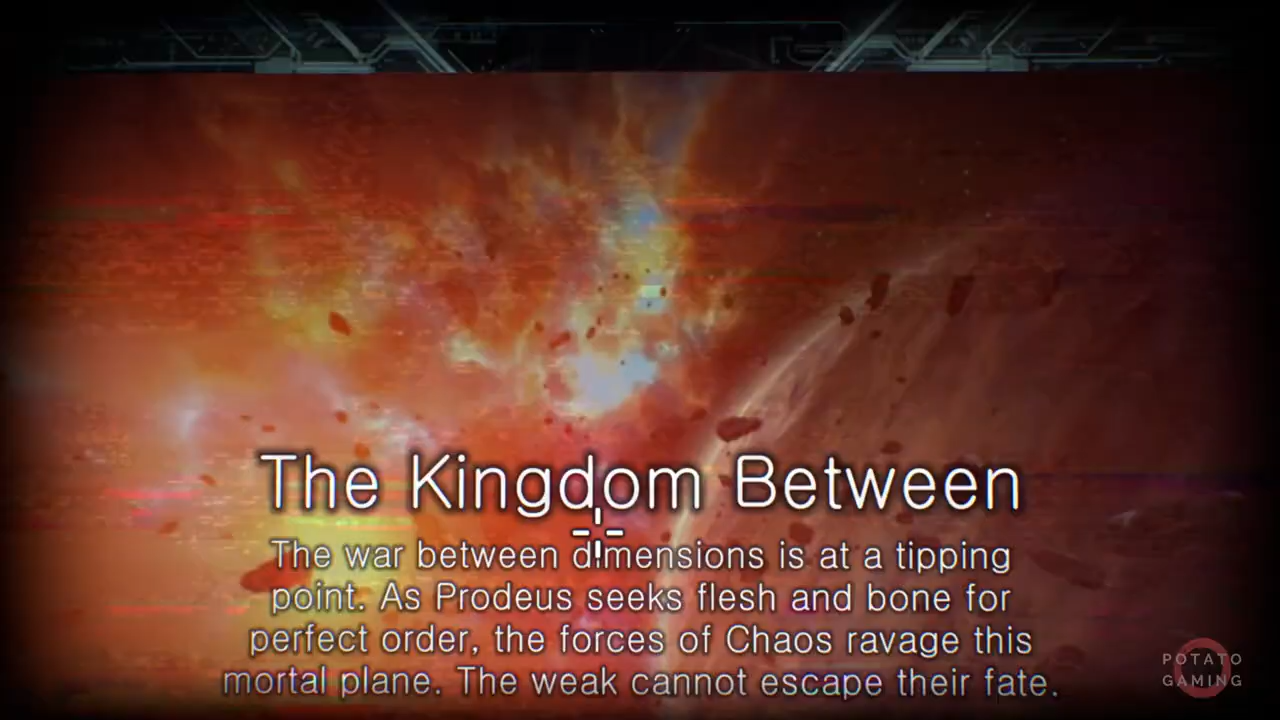 The Kingdom Between
The war between dimensions is at a tipping
point. As Prodeus seeks flesh and bone for
perfect order, the forces of Chaos ravage this
mortal plane. The weak cannot escape their fate.
POTATO
GAMING